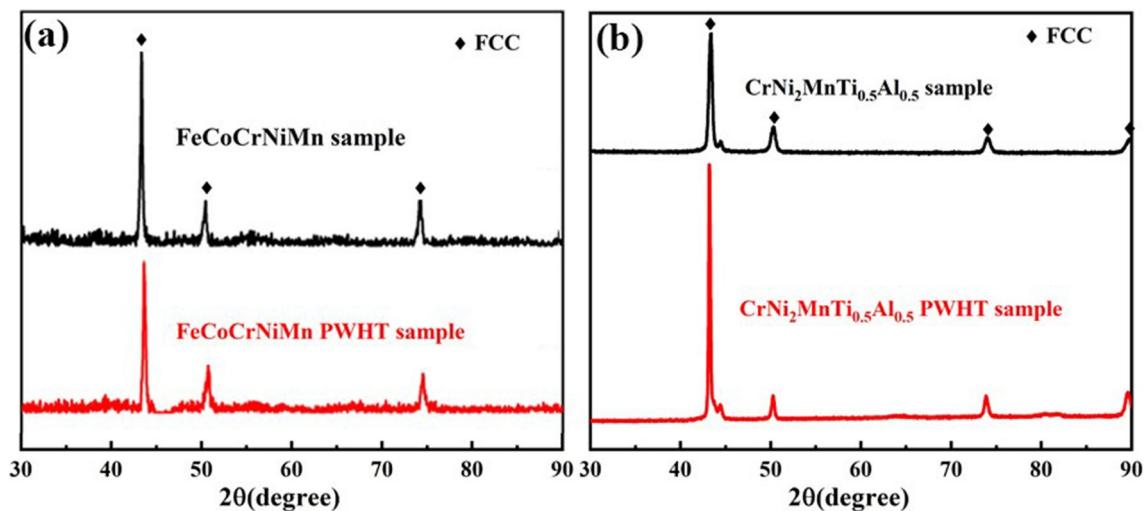 (a)
◆ FCC
FeCoCrNiMn sample
FeCoCrNiMn PWHT sample
30 40 50 60 70 80 90
2θ(degree)
(b)
◆ FCC
CrNi₂MnTi₀.₅Al₀.₅ sample
CrNi₂MnTi₀.₅Al₀.₅ PWHT sample
30 40 50 60 70 80 90
2θ(degree)